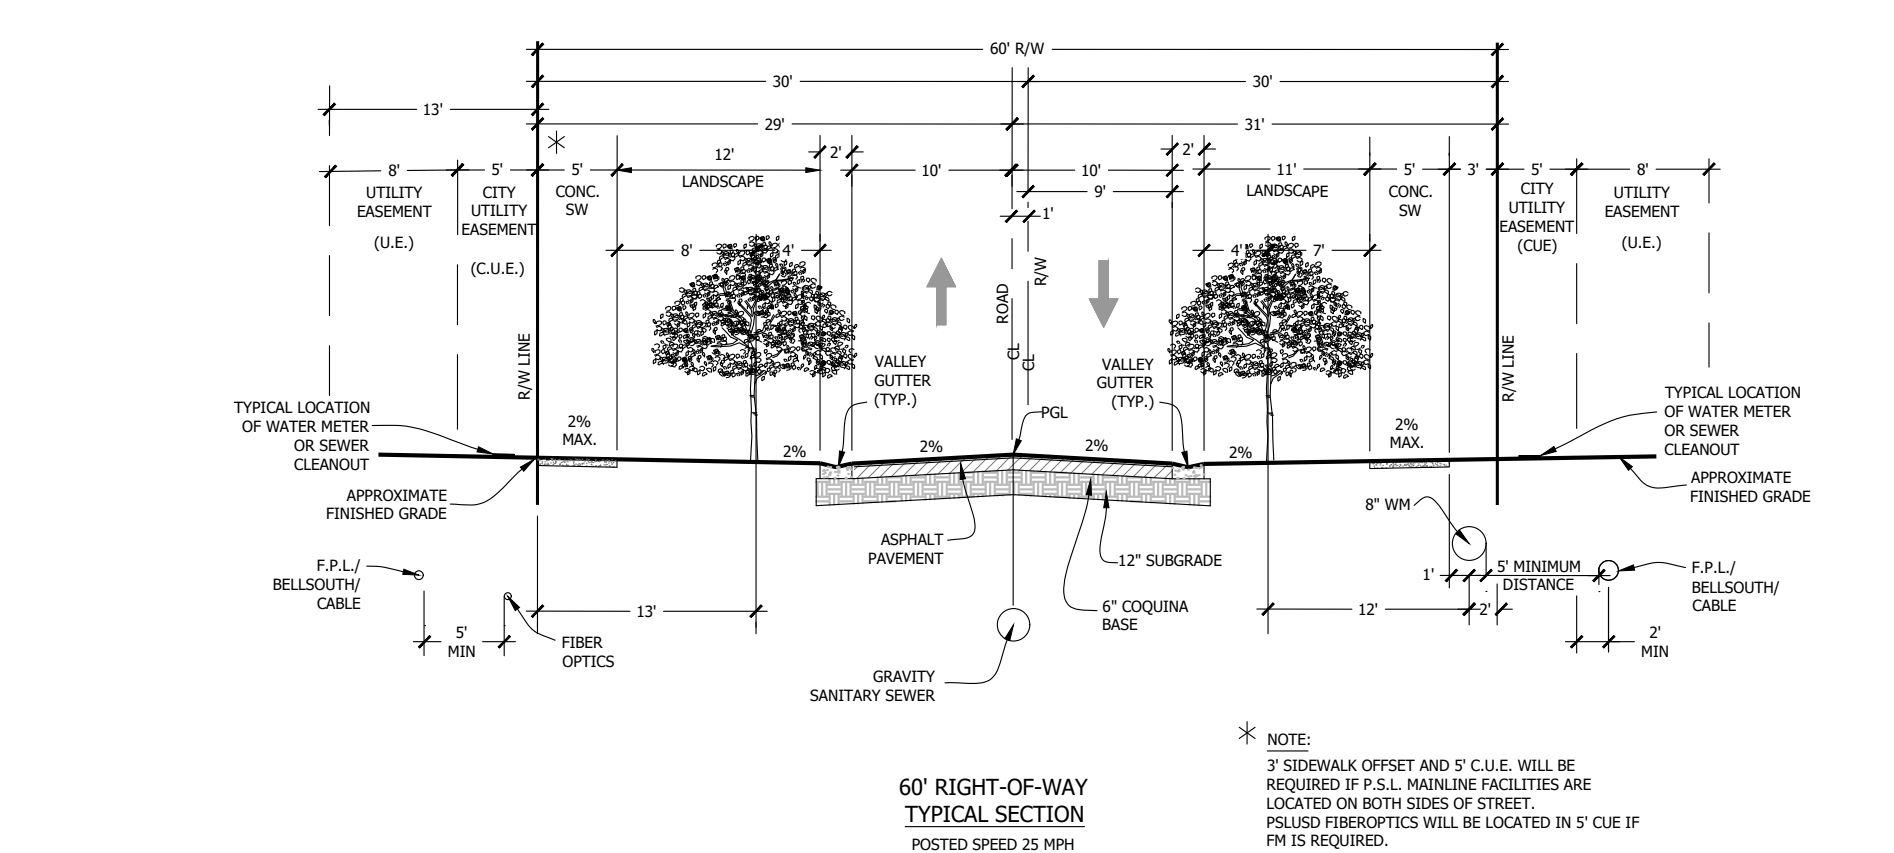 60' R/W
30'
30'
13'
29'
31'
8'
5'
5'
12'
2'
10'
10'
2'
11'
5'
3'
5'
8'
UTILITY
EASEMENT
(U.E.)
CITY
UTILITY
EASEMENT
(C.U.E.)
CONC.
SW
LANDSCAPE
9'
1'
LANDSCAPE
CONC.
SW
CITY
UTILITY
EASEMENT
(CUE)
UTILITY
EASEMENT
(U.E.)
8'
4'
4'
7'
R/W LINE
ROAD
CL
R/W
CL
R/W LINE
VALLEY
GUTTER
(TYP.)
VALLEY
GUTTER
(TYP.)
PGL
TYPICAL LOCATION
OF WATER METER
OR SEWER
CLEANOUT
2%
MAX.
2%
2%
2%
2%
2%
MAX.
TYPICAL LOCATION
OF WATER METER
OR SEWER
CLEANOUT
APPROXIMATE
FINISHED GRADE
APPROXIMATE
FINISHED GRADE
8" WM
ASPHALT
PAVEMENT
12" SUBGRADE
6" COQUINA
BASE
F.P.L./
BELLSOUTH/
CABLE
1'
5' MINIMUM
DISTANCE
F.P.L./
BELLSOUTH/
CABLE
13'
12'
2'
5'
MIN
FIBER
OPTICS
2'
MIN
GRAVITY
SANITARY SEWER
60' RIGHT-OF-WAY
TYPICAL SECTION
POSTED SPEED 25 MPH
NOTE:
3' SIDEWALK OFFSET AND 5' C.U.E. WILL BE
REQUIRED IF P.S.L. MAINLINE FACILITIES ARE
LOCATED ON BOTH SIDES OF STREET.
PSLUSD FIBEROPTICS WILL BE LOCATED IN 5' CUE IF
FM IS REQUIRED.